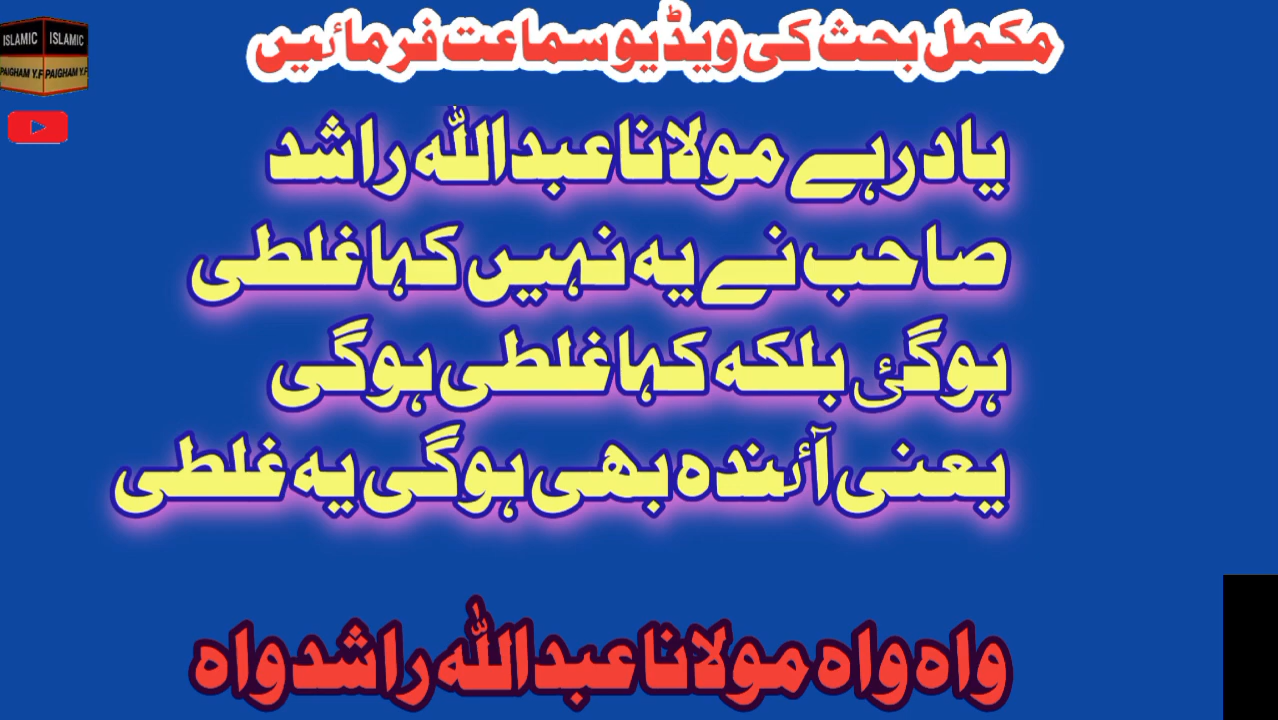 مکمل بحث کی ویڈیو سماعت فرمائیں
ISLAMIC ISLAMIC
PAIGHAM Y.F PAIGHAM Y.F
یاد رہے مولانا عبداللہ راشد
صاحب نے یہ نہیں کہا غلطی
ہوگئ بلکہ کہا غلطی ہوگی
یعنی آئندہ بھی ہوگی یہ غلطی
واہ واہ مولانا عبداللہ راشد واہ